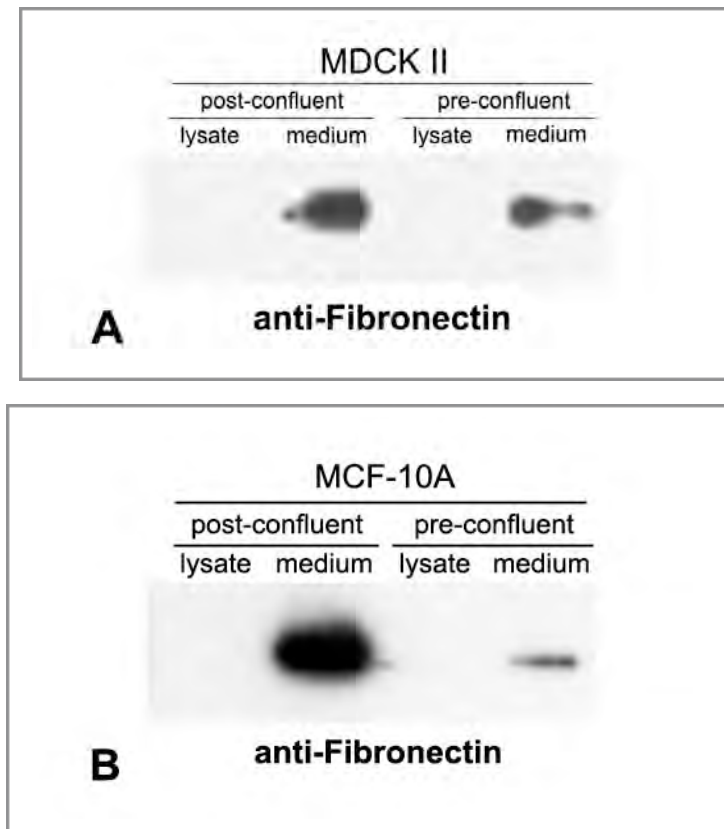 MDCK II
post-confluent pre-confluent
lysate medium lysate medium
A anti-Fibronectin
MCF-10A
post-confluent pre-confluent
lysate medium lysate medium
B anti-Fibronectin